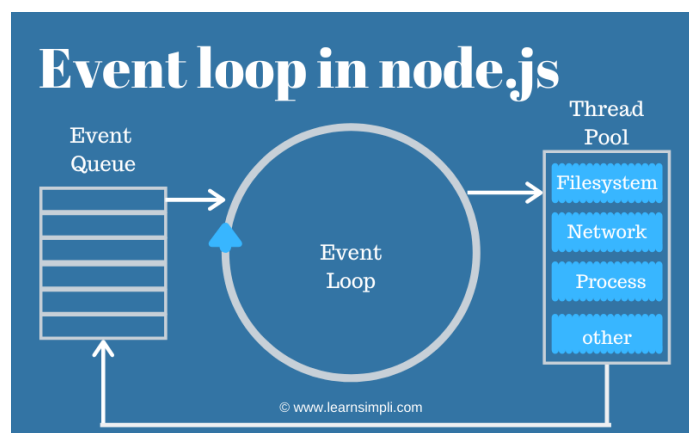 Event loop in node.js
Event
Queue
Event
Loop
Thread
Pool
Filesystem
Network
Process
other
© www.learnsimpli.com